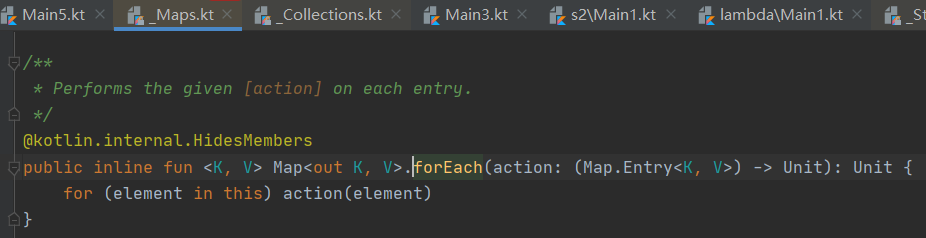 Main5.kt × _Maps.kt × _Collections.kt × Main3.kt × s2\Main1.kt × lambda\Main1.kt × _St
/**
 * Performs the given [action] on each entry.
 */
@kotlin.internal.HidesMembers
public inline fun <K, V> Map<out K, V>.forEach(action: (Map.Entry<K, V>) -> Unit): Unit {
    for (element in this) action(element)
}